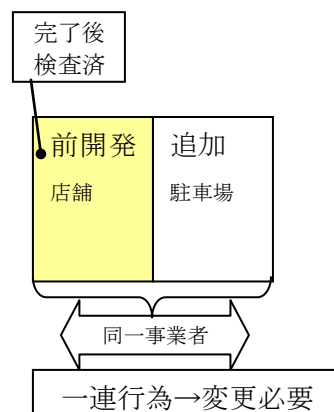 完了後
検査済
前開発 追加
店舗 駐車場
同一事業者
一連行為→変更必要